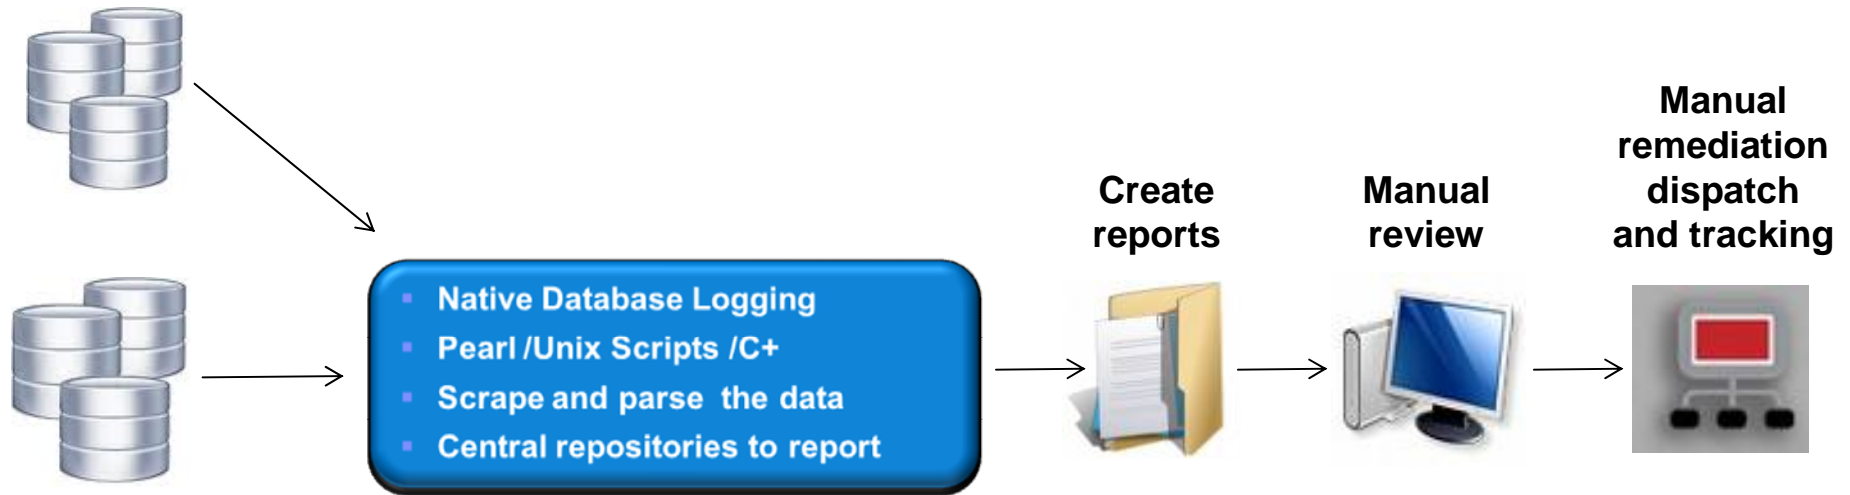 Native Database Logging
Pearl /Unix Scripts /C+
Scrape and parse the data
Central repositories to report
Create
reports
Manual
review
Manual
remediation
dispatch
and tracking